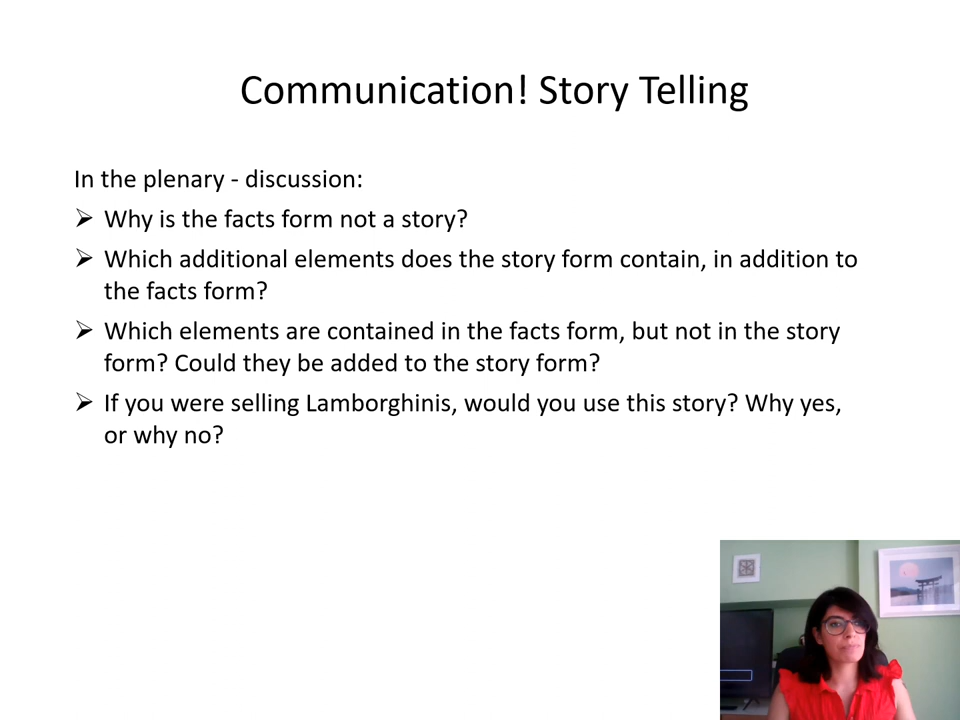 Communication! Story Telling
In the plenary - discussion:
➢ Why is the facts form not a story?
➢ Which additional elements does the story form contain, in addition to
the facts form?
➢ Which elements are contained in the facts form, but not in the story
form? Could they be added to the story form?
➢ If you were selling Lamborghinis, would you use this story? Why yes,
or why no?